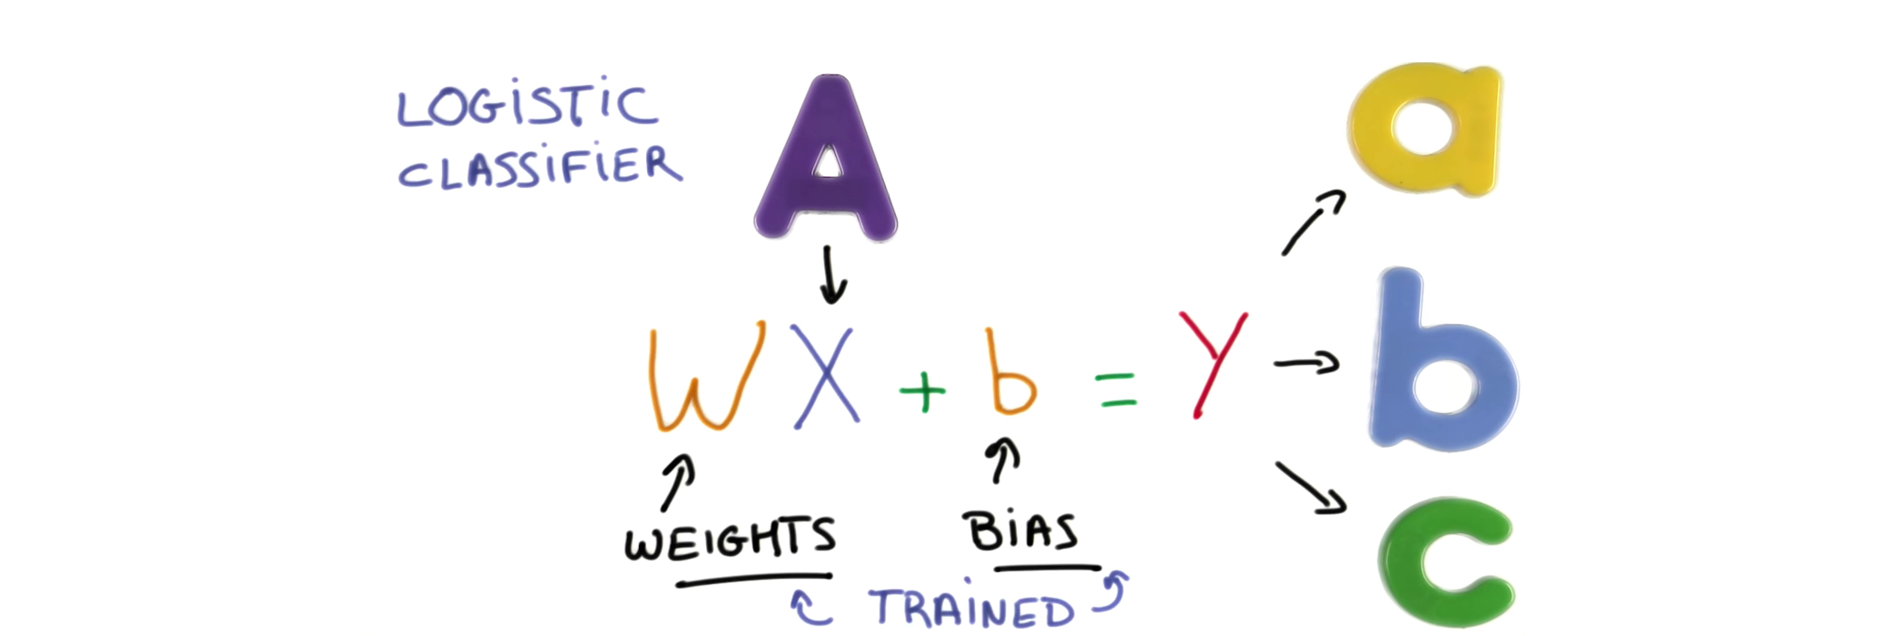 LOGISTIC
CLASSIFIER
A
WX + b = Y
a
b
c
WEIGHTS
BIAS
TRAINED